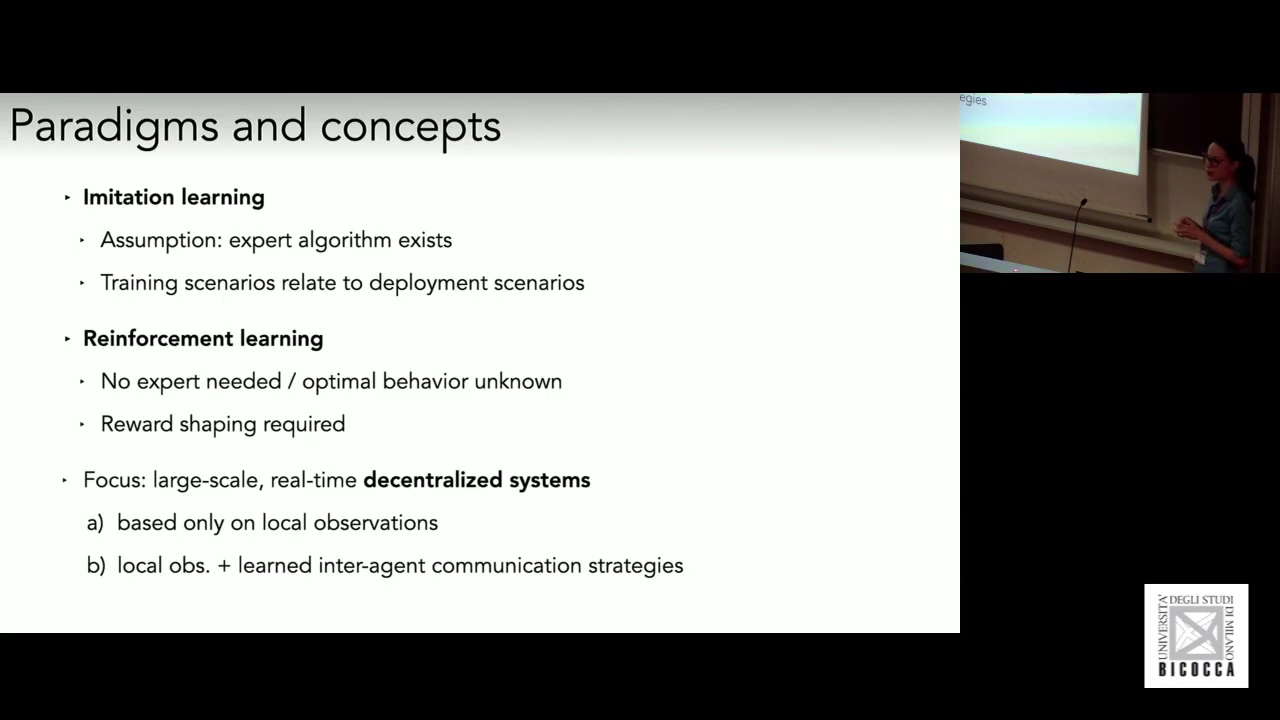 Paradigms and concepts
‣ Imitation learning
‣ Assumption: expert algorithm exists
‣ Training scenarios relate to deployment scenarios
‣ Reinforcement learning
‣ No expert needed / optimal behavior unknown
‣ Reward shaping required
‣ Focus: large-scale, real-time decentralized systems
a) based only on local observations
b) local obs. + learned inter-agent communication strategies
egies
UNIVERSITA'
DEGLI STUDI
DI MILANO
BICOCCA